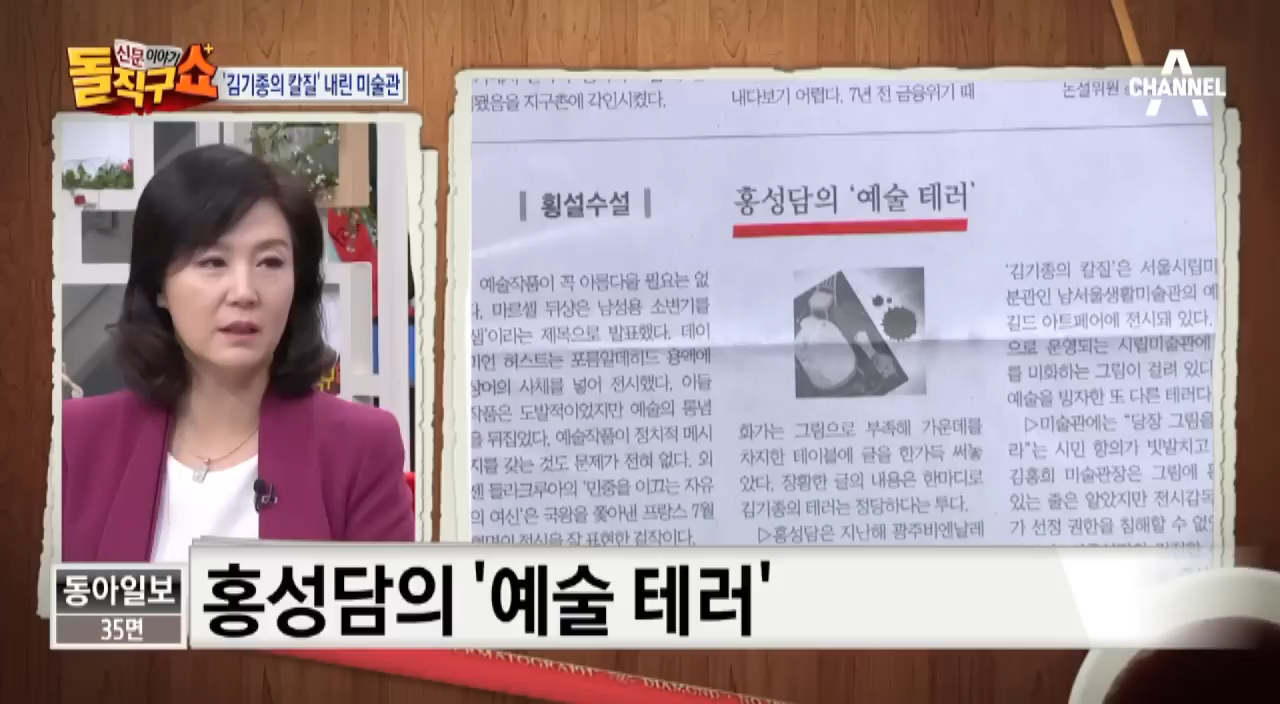 신문이야기
돌직구쇼+
'김기종의 칼질' 내린 미술관
CHANNEL A
됐음을 지구촌에 각인시켰다.
내다보기 어렵다. 7년 전 금융위기 때
논설위원
횡설수설
홍성담의 '예술 테러'
예술작품이 꼭 아름다울 필요는 없
다. 마르셀 뒤샹은 남성용 소변기를
샘'이라는 제목으로 발표했다. 데이
미언 허스트는 포름알데히드 용액에
상어의 사체를 넣어 전시했다. 이들
작품은 도발적이었지만 예술의 통념
을 뒤집었다. 예술작품이 정치적 메시
지를 갖는 것도 문제가 전혀 없다. 외
젠 들라크루아의 '민중을 이끄는 자유
의 여신'은 국왕을 쫓아낸 프랑스 7월
혁명의 정신을 잘 표현한 걸작이다.
화가는 그림으로 부족해 가운데를
차지한 테이블에 글을 한가득 써놓
았다. 장황한 글의 내용은 한마디로
김기종의 테러는 정당하다는 투다.
▷홍성담은 지난해 광주비엔날레
'김기종의 칼질'은 서울시립미
분관인 남서울생활미술관의 예
길드 아트페어에 전시돼 있다.
으로 운영되는 시립미술관에
를 미화하는 그림이 걸려 있다
예술을 빙자한 또 다른 테러다
▷미술관에는 "당장 그림을
라"는 시민 항의가 빗발치고
김홍희 미술관장은 그림에 문
있는 줄은 알았지만 전시감독
가 선정 권한을 침해할 수 없
동아일보
35면
홍성담의 '예술 테러'